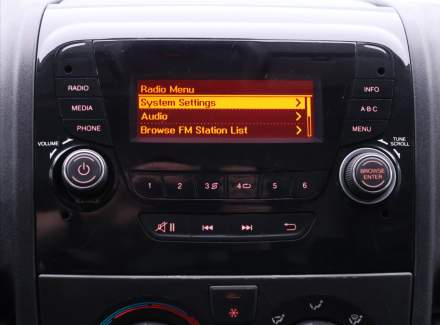 Radio Menu
System Settings
Audio
Browse FM Station List
RADIO
MEDIA
PHONE
VOLUME
INFO
A-B-C
MENU
TUNE
SCROLL
BROWSE
ENTER
1
2
3
4
5
6